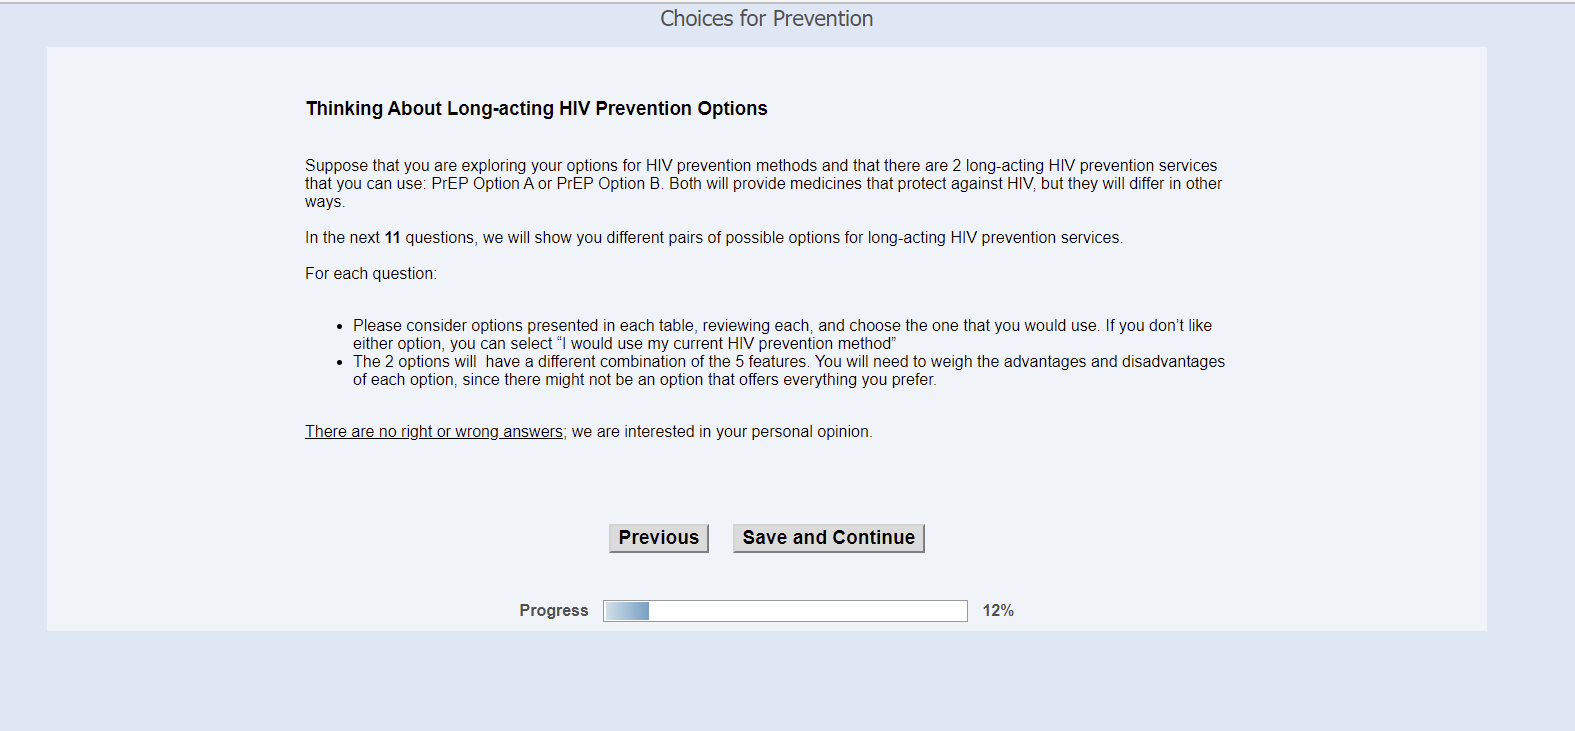 Choices for Prevention
Thinking About Long-acting HIV Prevention Options
Suppose that you are exploring your options for HIV prevention methods and that there are 2 long-acting HIV prevention services
that you can use: PrEP Option A or PrEP Option B. Both will provide medicines that protect against HIV, but they will differ in other
ways.
In the next 11 questions, we will show you different pairs of possible options for long-acting HIV prevention services.
For each question:
• Please consider options presented in each table, reviewing each, and choose the one that you would use. If you don’t like
either option, you can select “I would use my current HIV prevention method”
• The 2 options will  have a different combination of the 5 features. You will need to weigh the advantages and disadvantages
of each option, since there might not be an option that offers everything you prefer.
There are no right or wrong answers; we are interested in your personal opinion.
Previous Save and Continue
Progress 12%